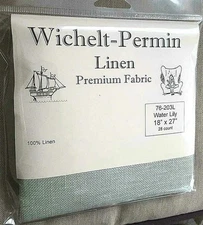 Wichelt-Permin
Linen
Premium Fabric
76-203L
Water Lily
18" x 27"
28 count
100% Linen